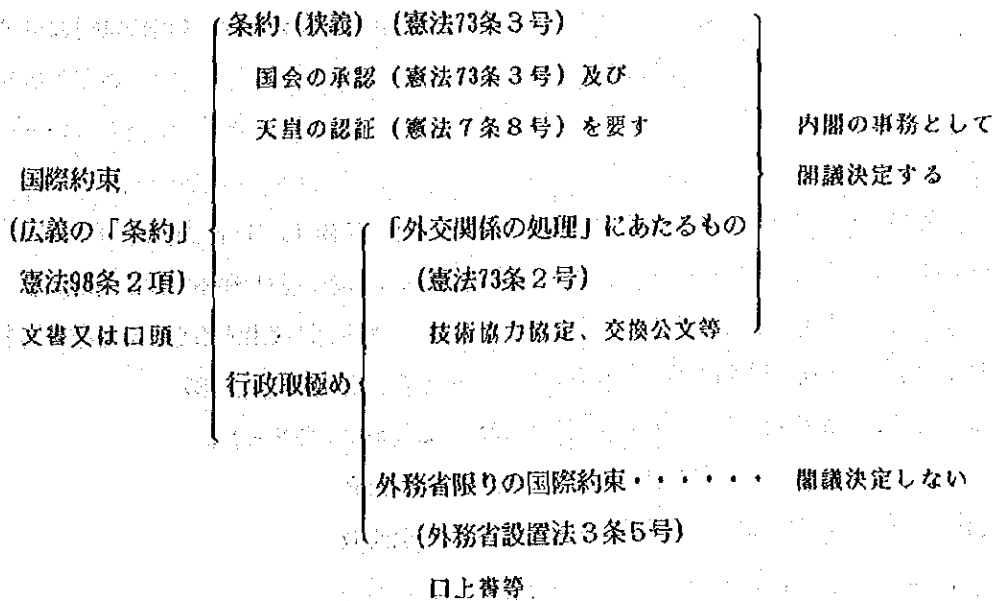 条約（狭義）（憲法73条３号）
国会の承認（憲法73条３号）及び
天皇の認証（憲法７条８号）を要す
内閣の事務として
閣議決定する
国際約束
（広義の「条約」
憲法98条２項）
文書又は口頭
「外交関係の処理」にあたるもの
（憲法73条２号）
技術協力協定、交換公文等
行政取極め
外務省限りの国際約束・・・・・・ 閣議決定しない
（外務省設置法３条５号）
口上書等